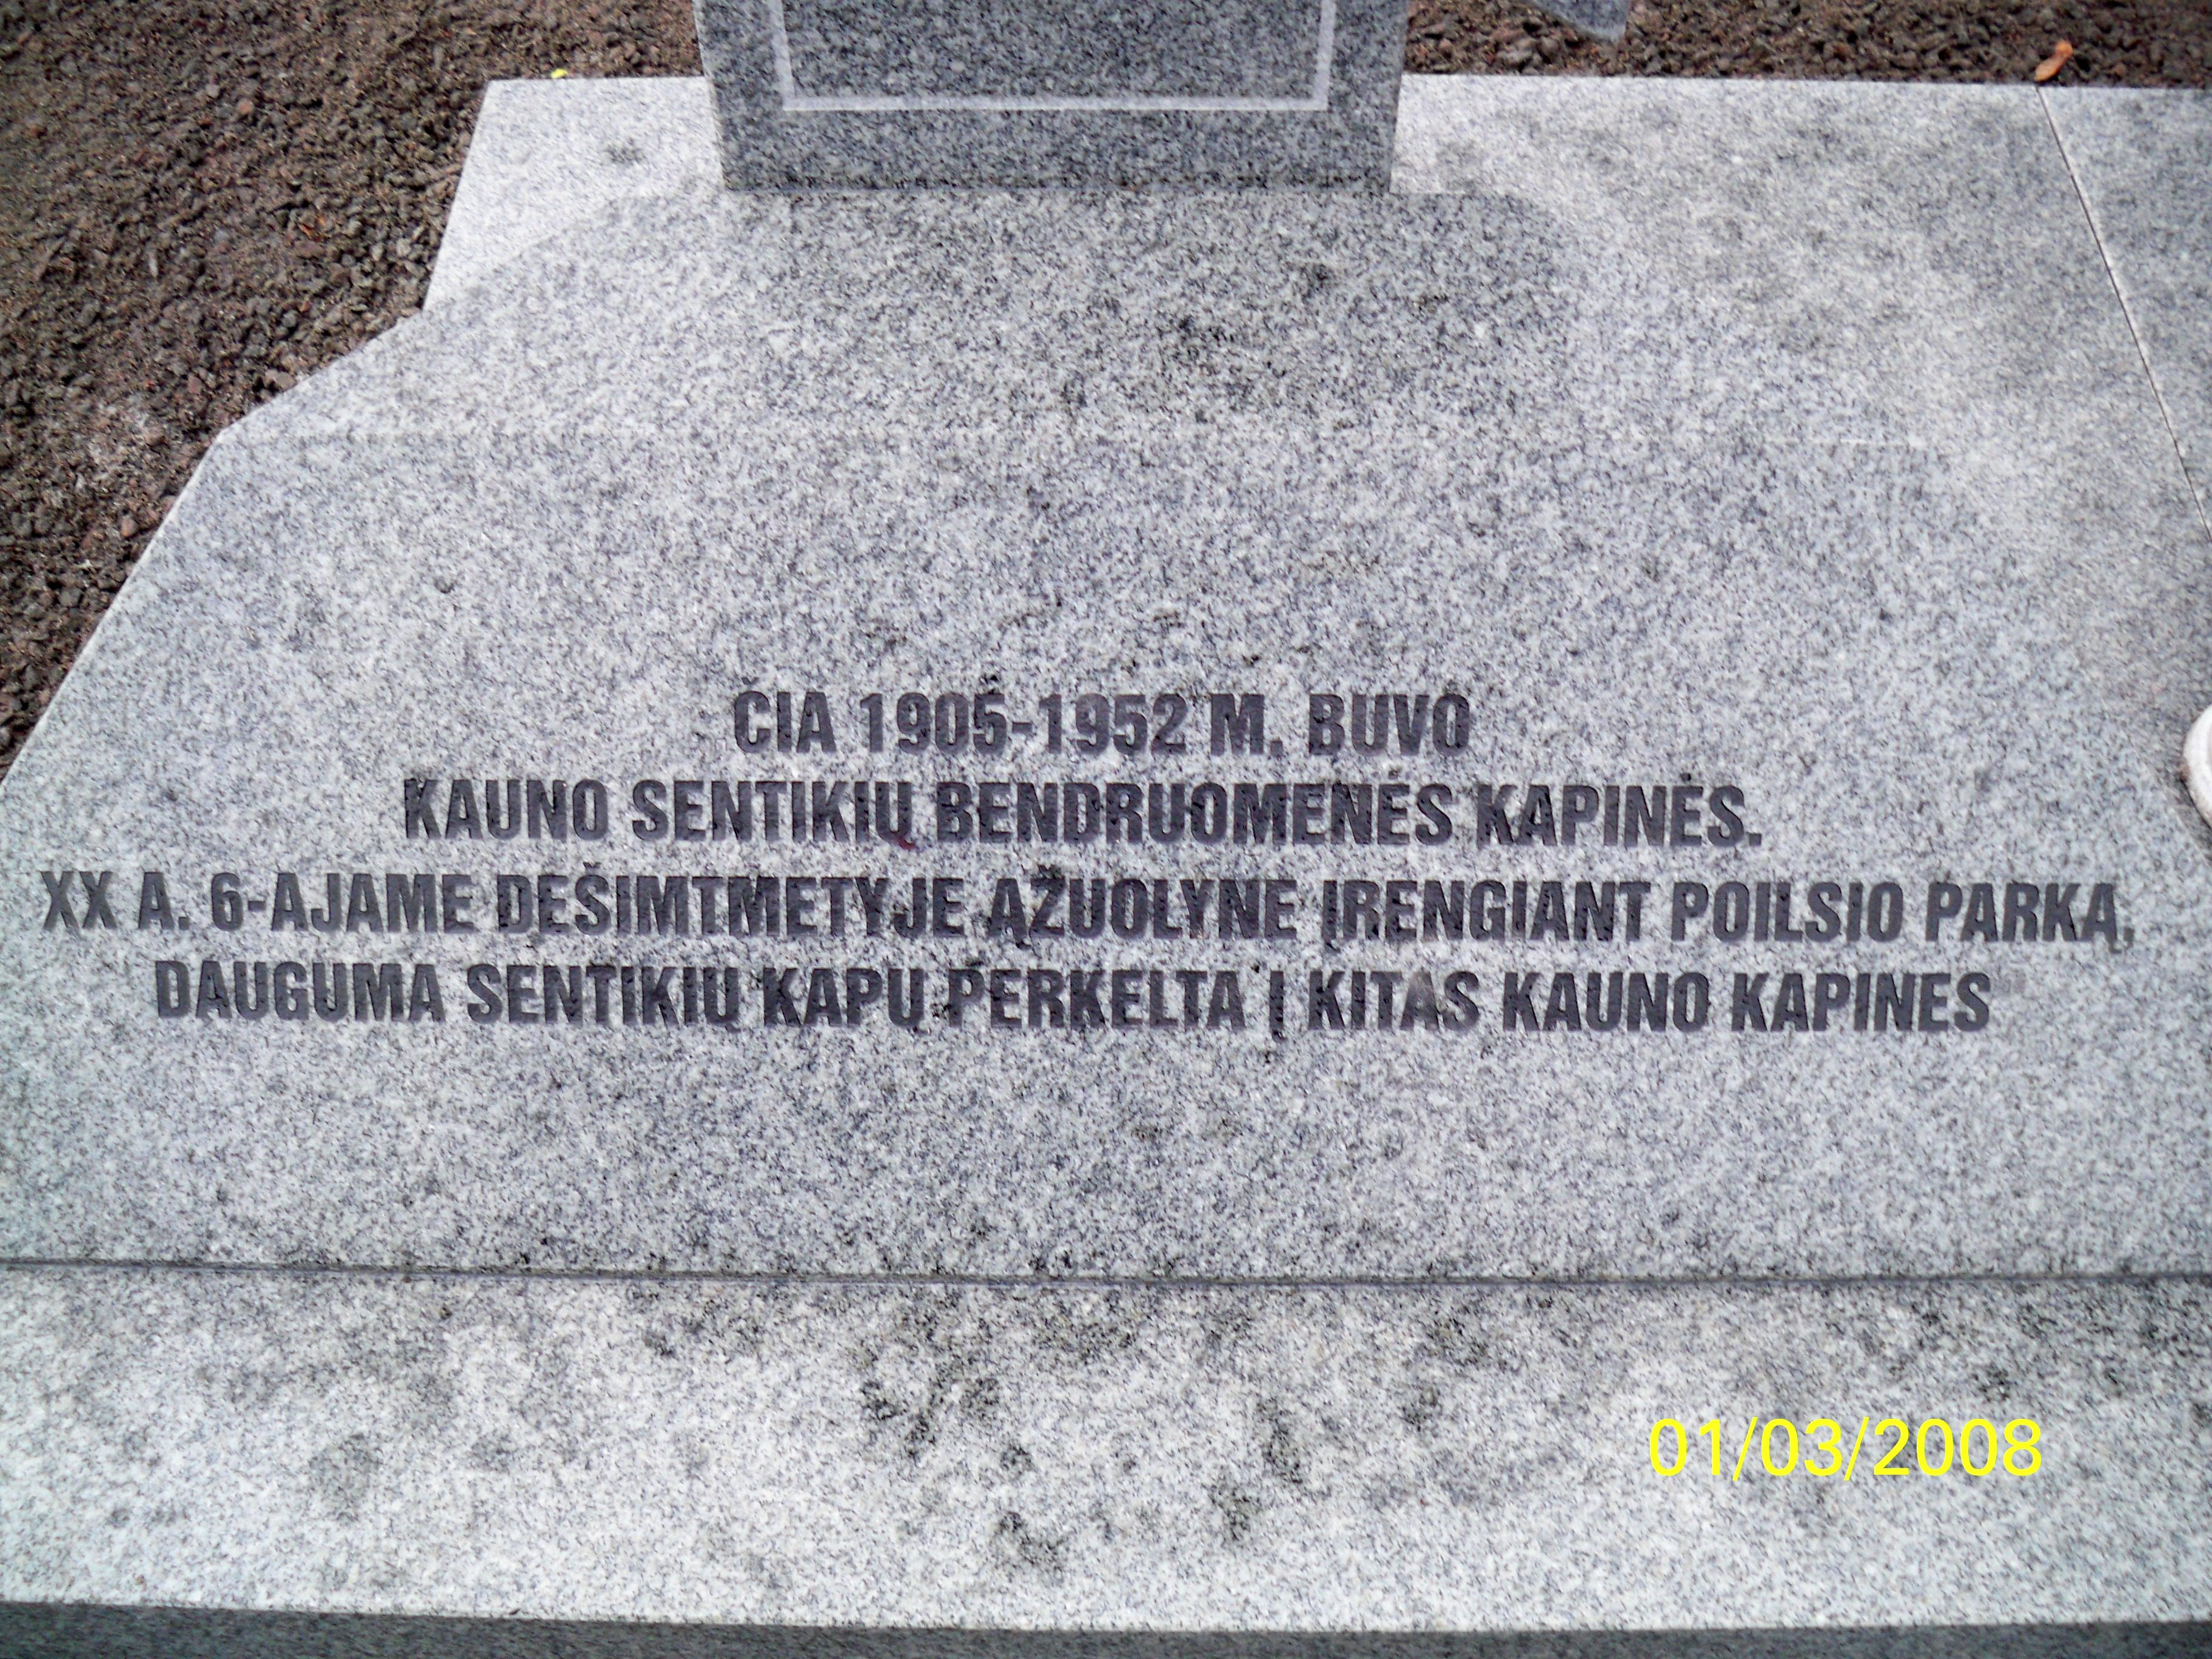 ČIA 1905-1952 M. BUVO
KAUNO SENTIKIŲ BENDRUOMENĖS KAPINĖS.
XX A. 6-AJAME DEŠIMTMETYJE ĄŽUOLYNE ĮRENGIANT POILSIO PARKĄ,
DAUGUMA SENTIKIŲ KAPŲ PERKELTA Į KITAS KAUNO KAPINES
01/03/2008